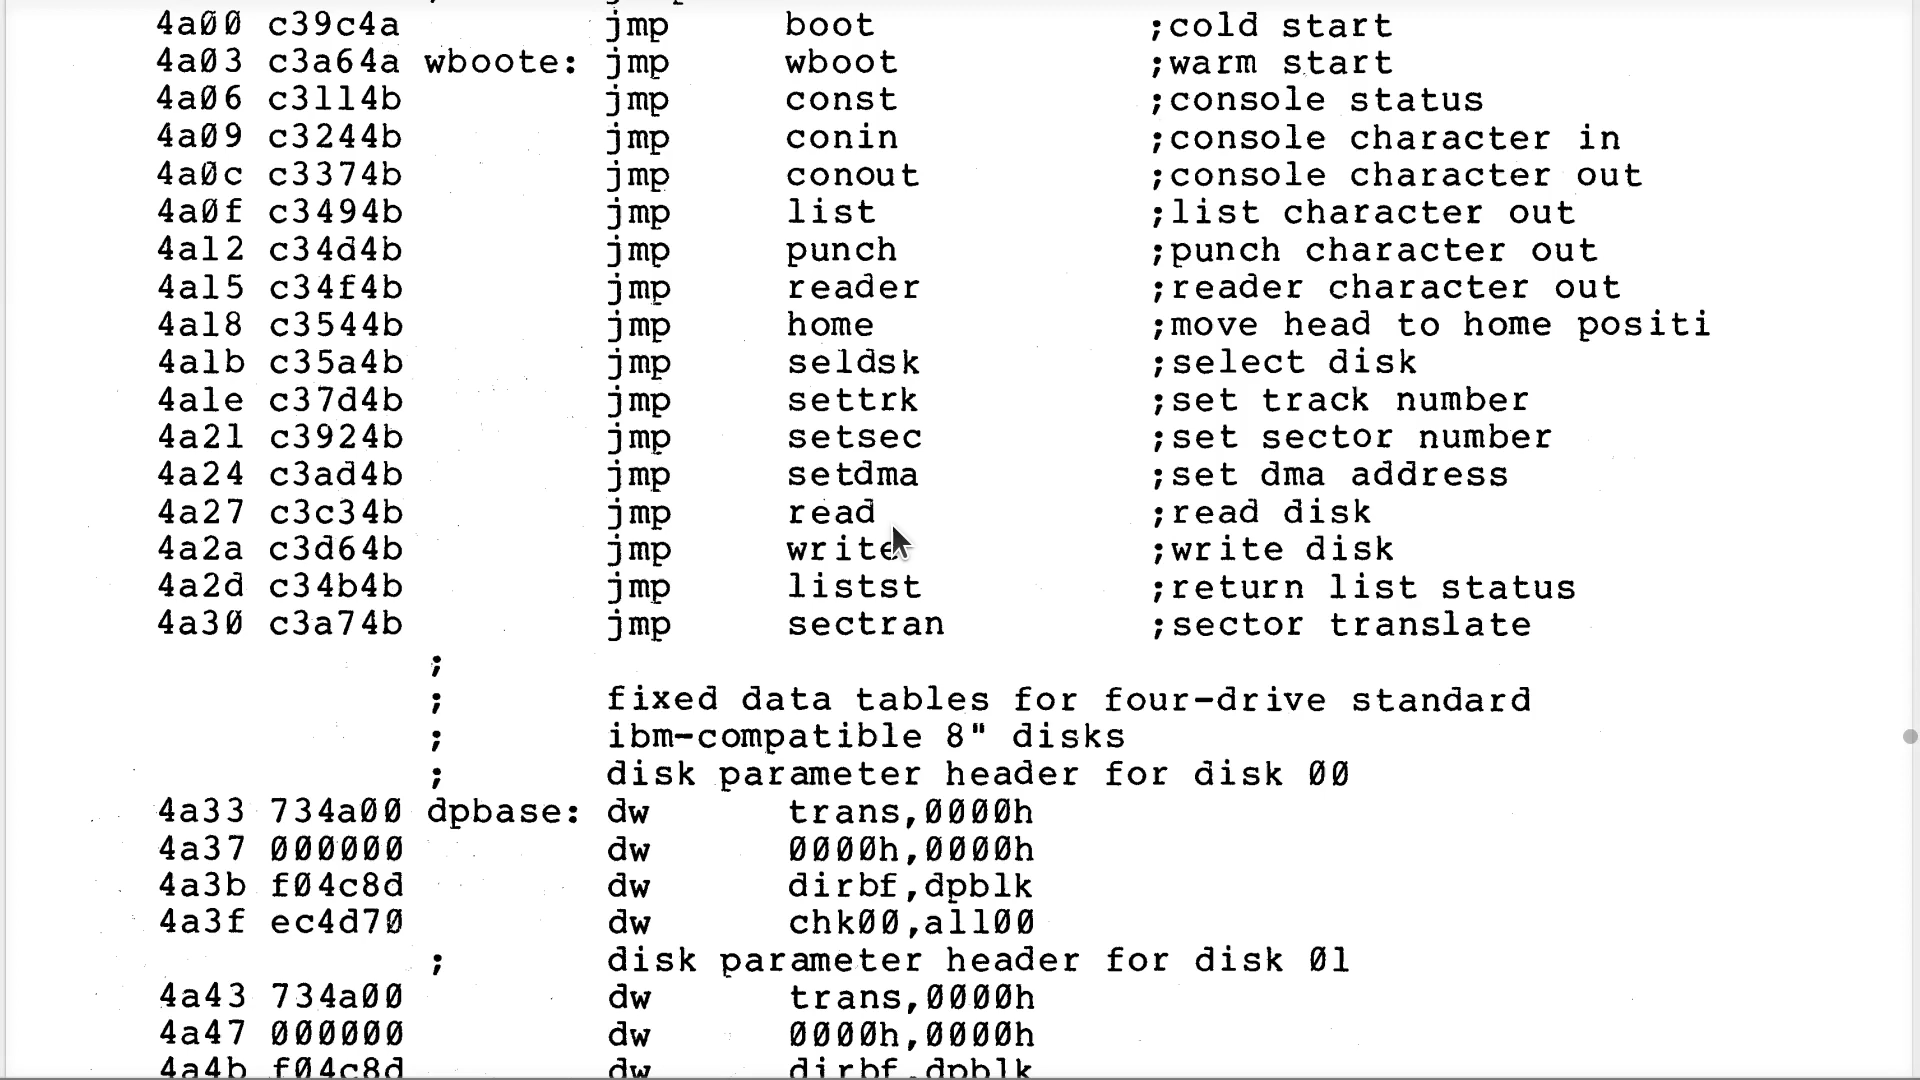 4a00 c39c4a jmp boot ;cold start
4a03 c3a64a wboote: jmp wboot ;warm start
4a06 c3114b jmp const ;console status
4a09 c3244b jmp conin ;console character in
4a0c c3374b jmp conout ;console character out
4a0f c3494b jmp list ;list character out
4a12 c34d4b jmp punch ;punch character out
4a15 c34f4b jmp reader ;reader character out
4a18 c3544b jmp home ;move head to home positi
4a1b c35a4b jmp seldsk ;select disk
4a1e c37d4b jmp settrk ;set track number
4a21 c3924b jmp setsec ;set sector number
4a24 c3ad4b jmp setdma ;set dma address
4a27 c3c34b jmp read ;read disk
4a2a c3d64b jmp write ;write disk
4a2d c34b4b jmp listst ;return list status
4a30 c3a74b jmp sectran ;sector translate
;
; fixed data tables for four-drive standard
; ibm-compatible 8" disks
; disk parameter header for disk 00
4a33 734a00 dpbase: dw trans,0000h
4a37 000000 dw 0000h,0000h
4a3b f04c8d dw dirbf,dpblk
4a3f ec4d70 dw chk00,all00
; disk parameter header for disk 01
4a43 734a00 dw trans,0000h
4a47 000000 dw 0000h,0000h
4a4b f04c8d dw dirbf,dpblk